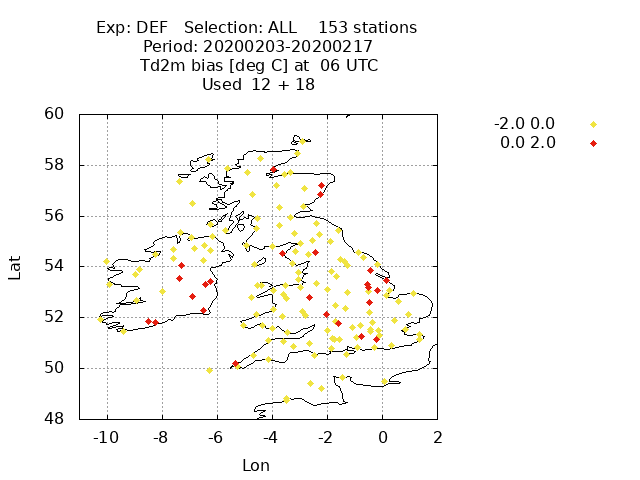 Exp: DEF Selection: ALL 153 stations
Period: 20200203-20200217
Td2m bias [deg C] at 06 UTC
Used 12 + 18
-2.0 0.0
0.0 2.0
60
58
56
54
52
50
48
Lat
-10 -8 -6 -4 -2 0 2
Lon